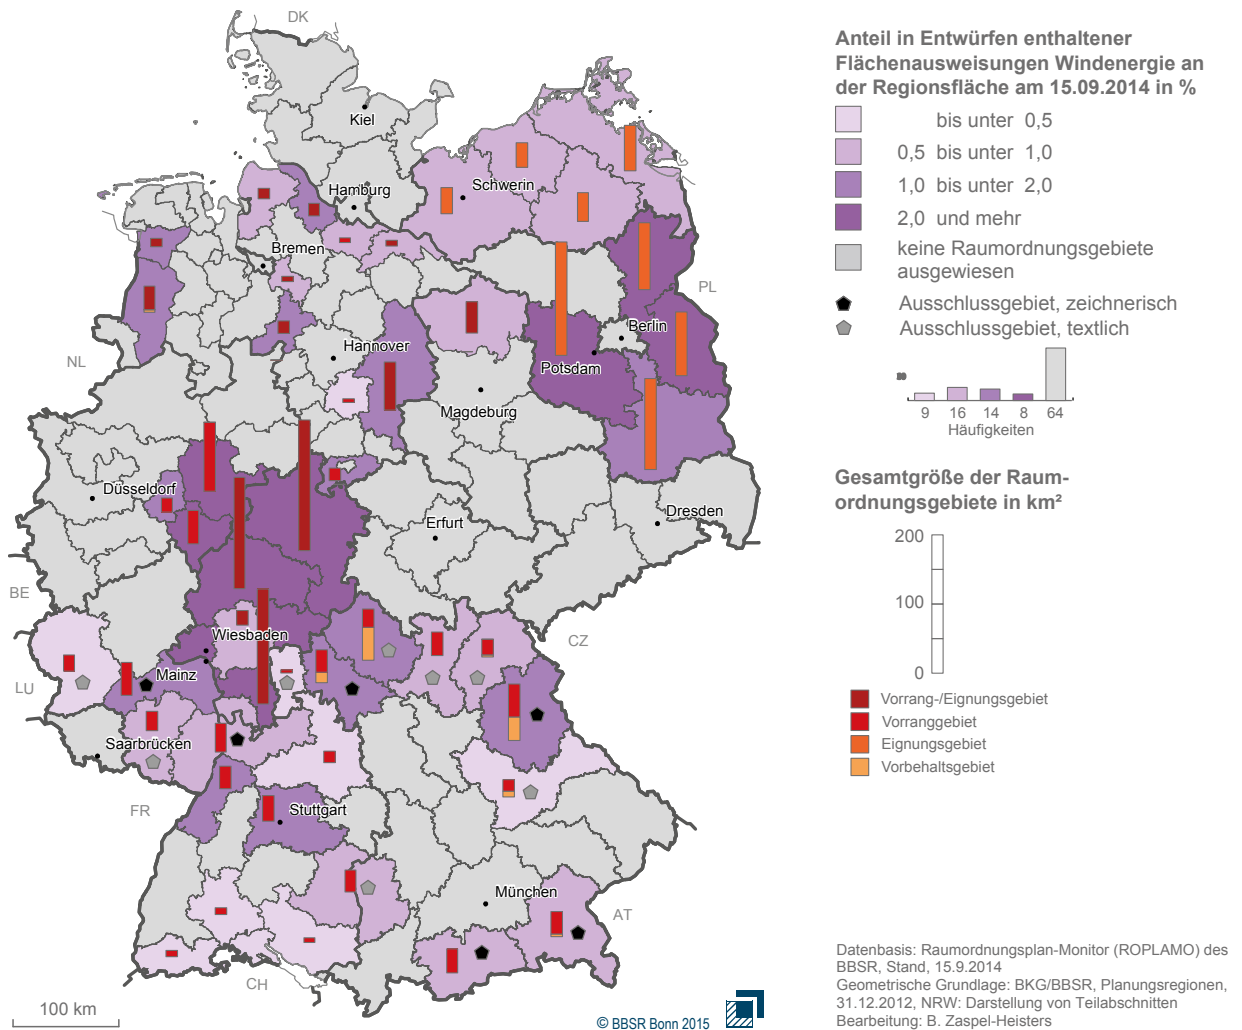 DK
Kiel
Hamburg
Schwerin
Bremen
PL
Berlin
Hannover
NL
Potsdam
Magdeburg
Düsseldorf
Erfurt
Dresden
BE
Wiesbaden
CZ
Mainz
LU
Saarbrücken
FR
Stuttgart
München
AT
CH
100 km
© BBSR Bonn 2015
Anteil in Entwürfen enthaltener
Flächenausweisungen Windenergie an
der Regionsfläche am 15.09.2014 in %
bis unter 0,5
0,5 bis unter 1,0
1,0 bis unter 2,0
2,0 und mehr
keine Raumordnungsgebiete
ausgewiesen
Ausschlussgebiet, zeichnerisch
Ausschlussgebiet, textlich
9 16 14 8 64
Häufigkeiten
Gesamtgröße der Raum-
ordnungsgebiete in km²
200
100
0
Vorrang-/Eignungsgebiet
Vorranggebiet
Eignungsgebiet
Vorbehaltsgebiet
Datenbasis: Raumordnungsplan-Monitor (ROPLAMO) des
BBSR, Stand, 15.9.2014
Geometrische Grundlage: BKG/BBSR, Planungsregionen,
31.12.2012, NRW: Darstellung von Teilabschnitten
Bearbeitung: B. Zaspel-Heisters